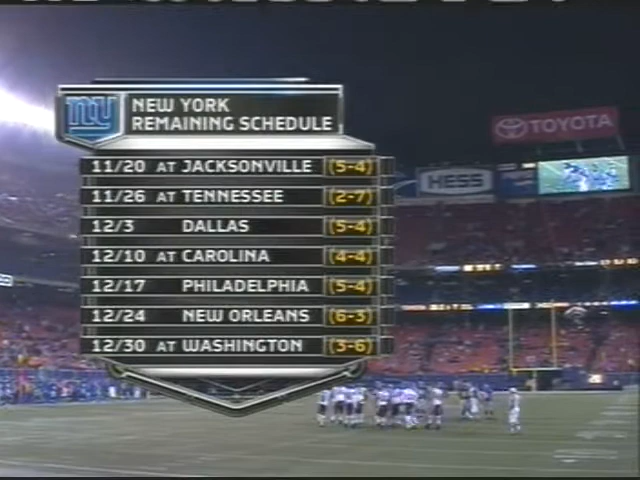 ny
NEW YORK
REMAINING SCHEDULE
11/20 AT JACKSONVILLE (5-4)
11/26 AT TENNESSEE (2-7)
12/3 DALLAS (5-4)
12/10 AT CAROLINA (4-4)
12/17 PHILADELPHIA (5-4)
12/24 NEW ORLEANS (6-3)
12/30 AT WASHINGTON (3-6)
TOYOTA
HESS